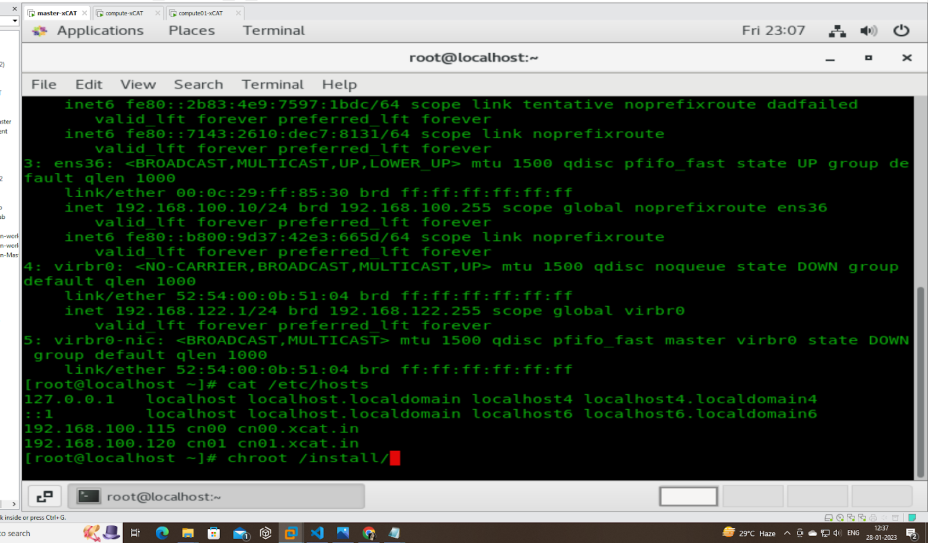 master-xCAT compute-xCAT compute01-xCAT
Applications Places Terminal Fri 23:07
root@localhost:~
File Edit View Search Terminal Help
inet6 fe80::2b83:4e9:7597:1bdc/64 scope link tentative noprefixroute dadfailed
valid_lft forever preferred_lft forever
inet6 fe80::7143:2610:dec7:8131/64 scope link noprefixroute
valid_lft forever preferred_lft forever
3: ens36: <BROADCAST,MULTICAST,UP,LOWER_UP> mtu 1500 qdisc pfifo_fast state UP group de
fault qlen 1000
link/ether 00:0c:29:ff:85:30 brd ff:ff:ff:ff:ff:ff
inet 192.168.100.10/24 brd 192.168.100.255 scope global noprefixroute ens36
valid_lft forever preferred_lft forever
inet6 fe80::b800:9d37:42e3:665d/64 scope link noprefixroute
valid_lft forever preferred_lft forever
4: virbr0: <NO-CARRIER,BROADCAST,MULTICAST,UP> mtu 1500 qdisc noqueue state DOWN group
default qlen 1000
link/ether 52:54:00:0b:51:04 brd ff:ff:ff:ff:ff:ff
inet 192.168.122.1/24 brd 192.168.122.255 scope global virbr0
valid_lft forever preferred_lft forever
5: virbr0-nic: <BROADCAST,MULTICAST> mtu 1500 qdisc pfifo_fast master virbr0 state DOWN
group default qlen 1000
link/ether 52:54:00:0b:51:04 brd ff:ff:ff:ff:ff:ff
[root@localhost ~]# cat /etc/hosts
127.0.0.1 localhost localhost.localdomain localhost4 localhost4.localdomain4
::1 localhost localhost.localdomain localhost6 localhost6.localdomain6
192.168.100.115 cn00 cn00.xcat.in
192.168.100.120 cn01 cn01.xcat.in
[root@localhost ~]# chroot /install/
root@localhost:~
k inside or press Ctrl+G.
to search 29°C Haze ENG 12:37
28-01-2023